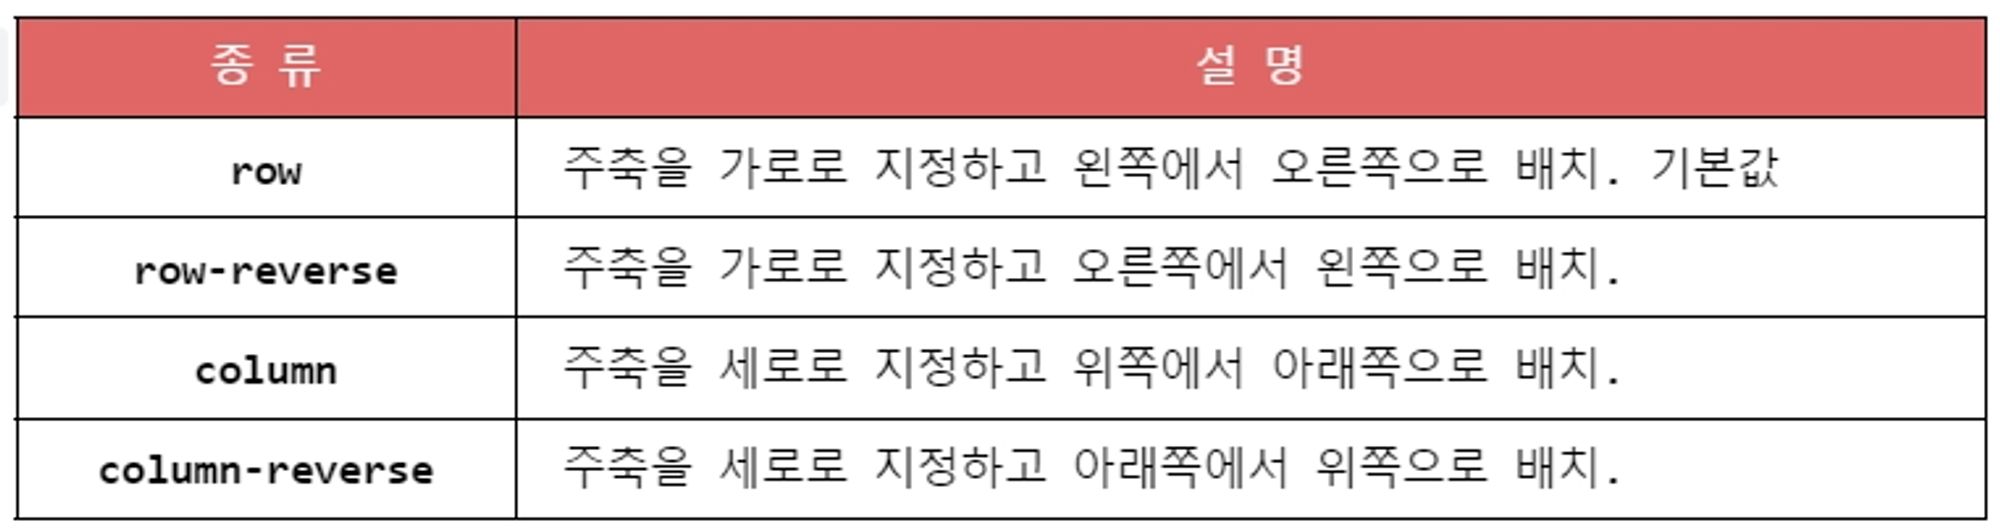 종 류 설 명
row 주축을 가로로 지정하고 왼쪽에서 오른쪽으로 배치. 기본값
row-reverse 주축을 가로로 지정하고 오른쪽에서 왼쪽으로 배치.
column 주축을 세로로 지정하고 위쪽에서 아래쪽으로 배치.
column-reverse 주축을 세로로 지정하고 아래쪽에서 위쪽으로 배치.